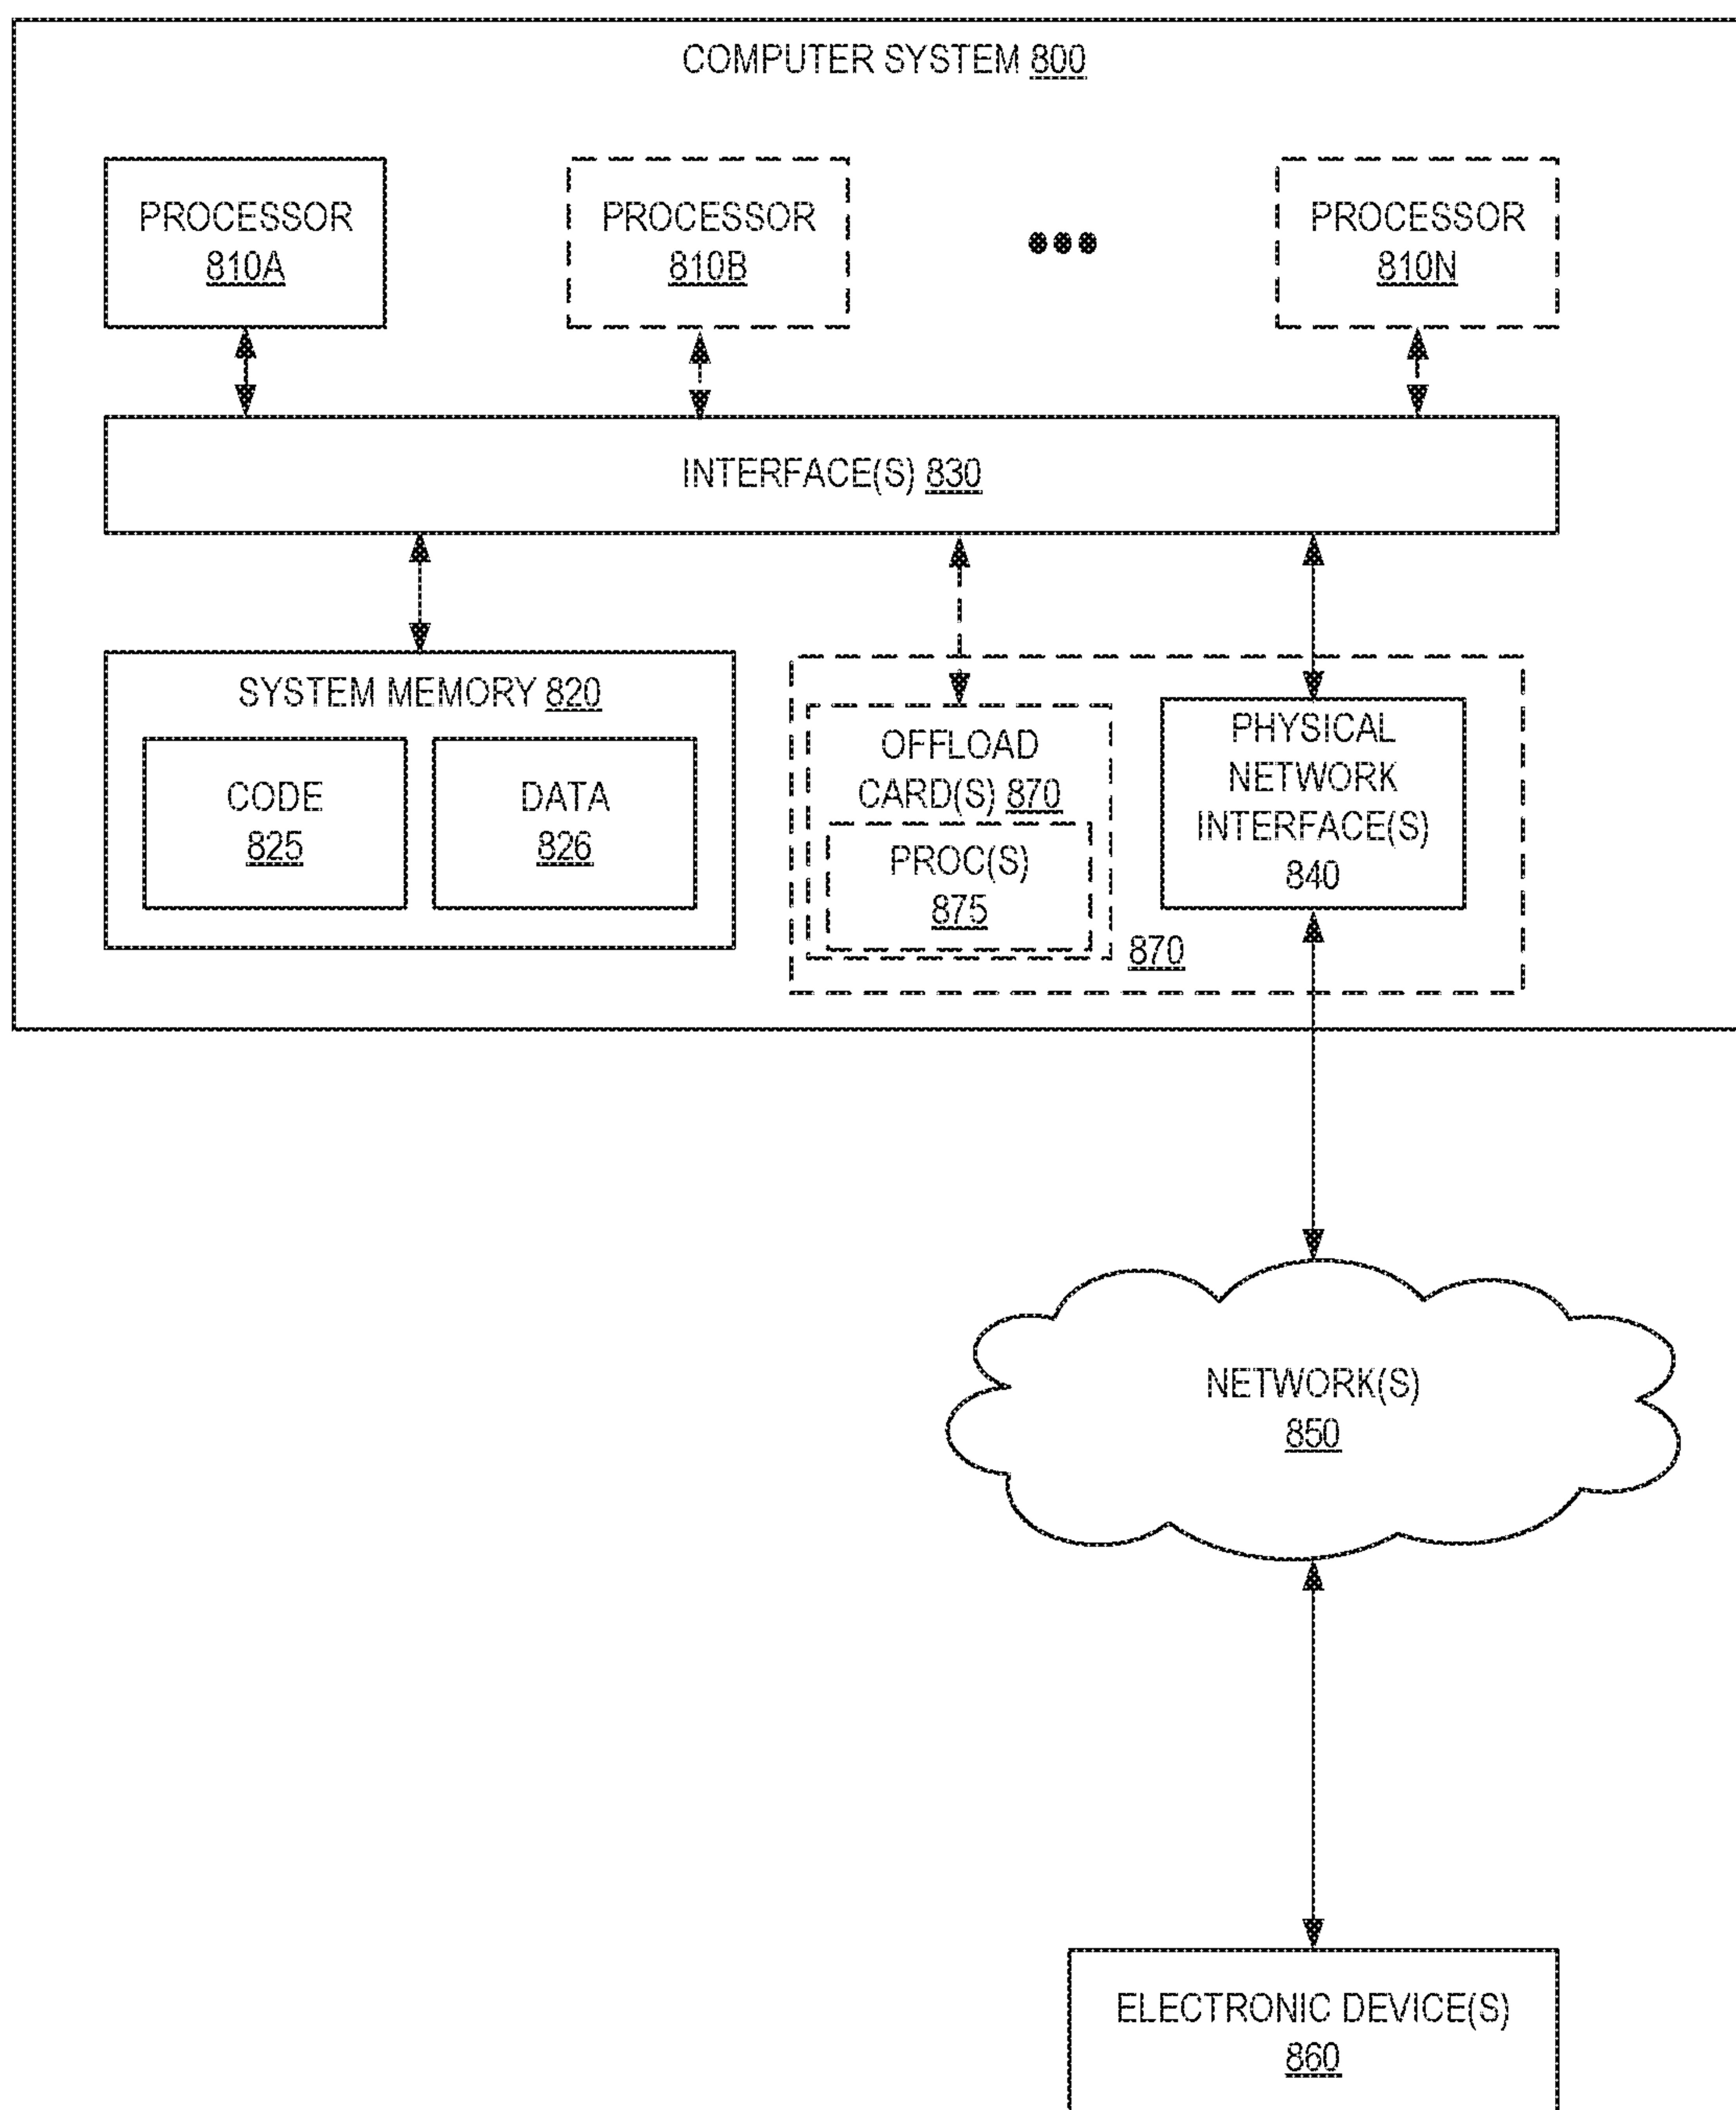 COMPUTER SYSTEM 800
PROCESSOR
810A
PROCESSOR
810B
PROCESSOR
810N
INTERFACE(S) 830
SYSTEM MEMORY 820
CODE
825
DATA
826
OFFLOAD
CARD(S) 870
PROC(S)
875
PHYSICAL
NETWORK
INTERFACE(S)
840
870
NETWORK(S)
850
ELECTRONIC DEVICE(S)
860